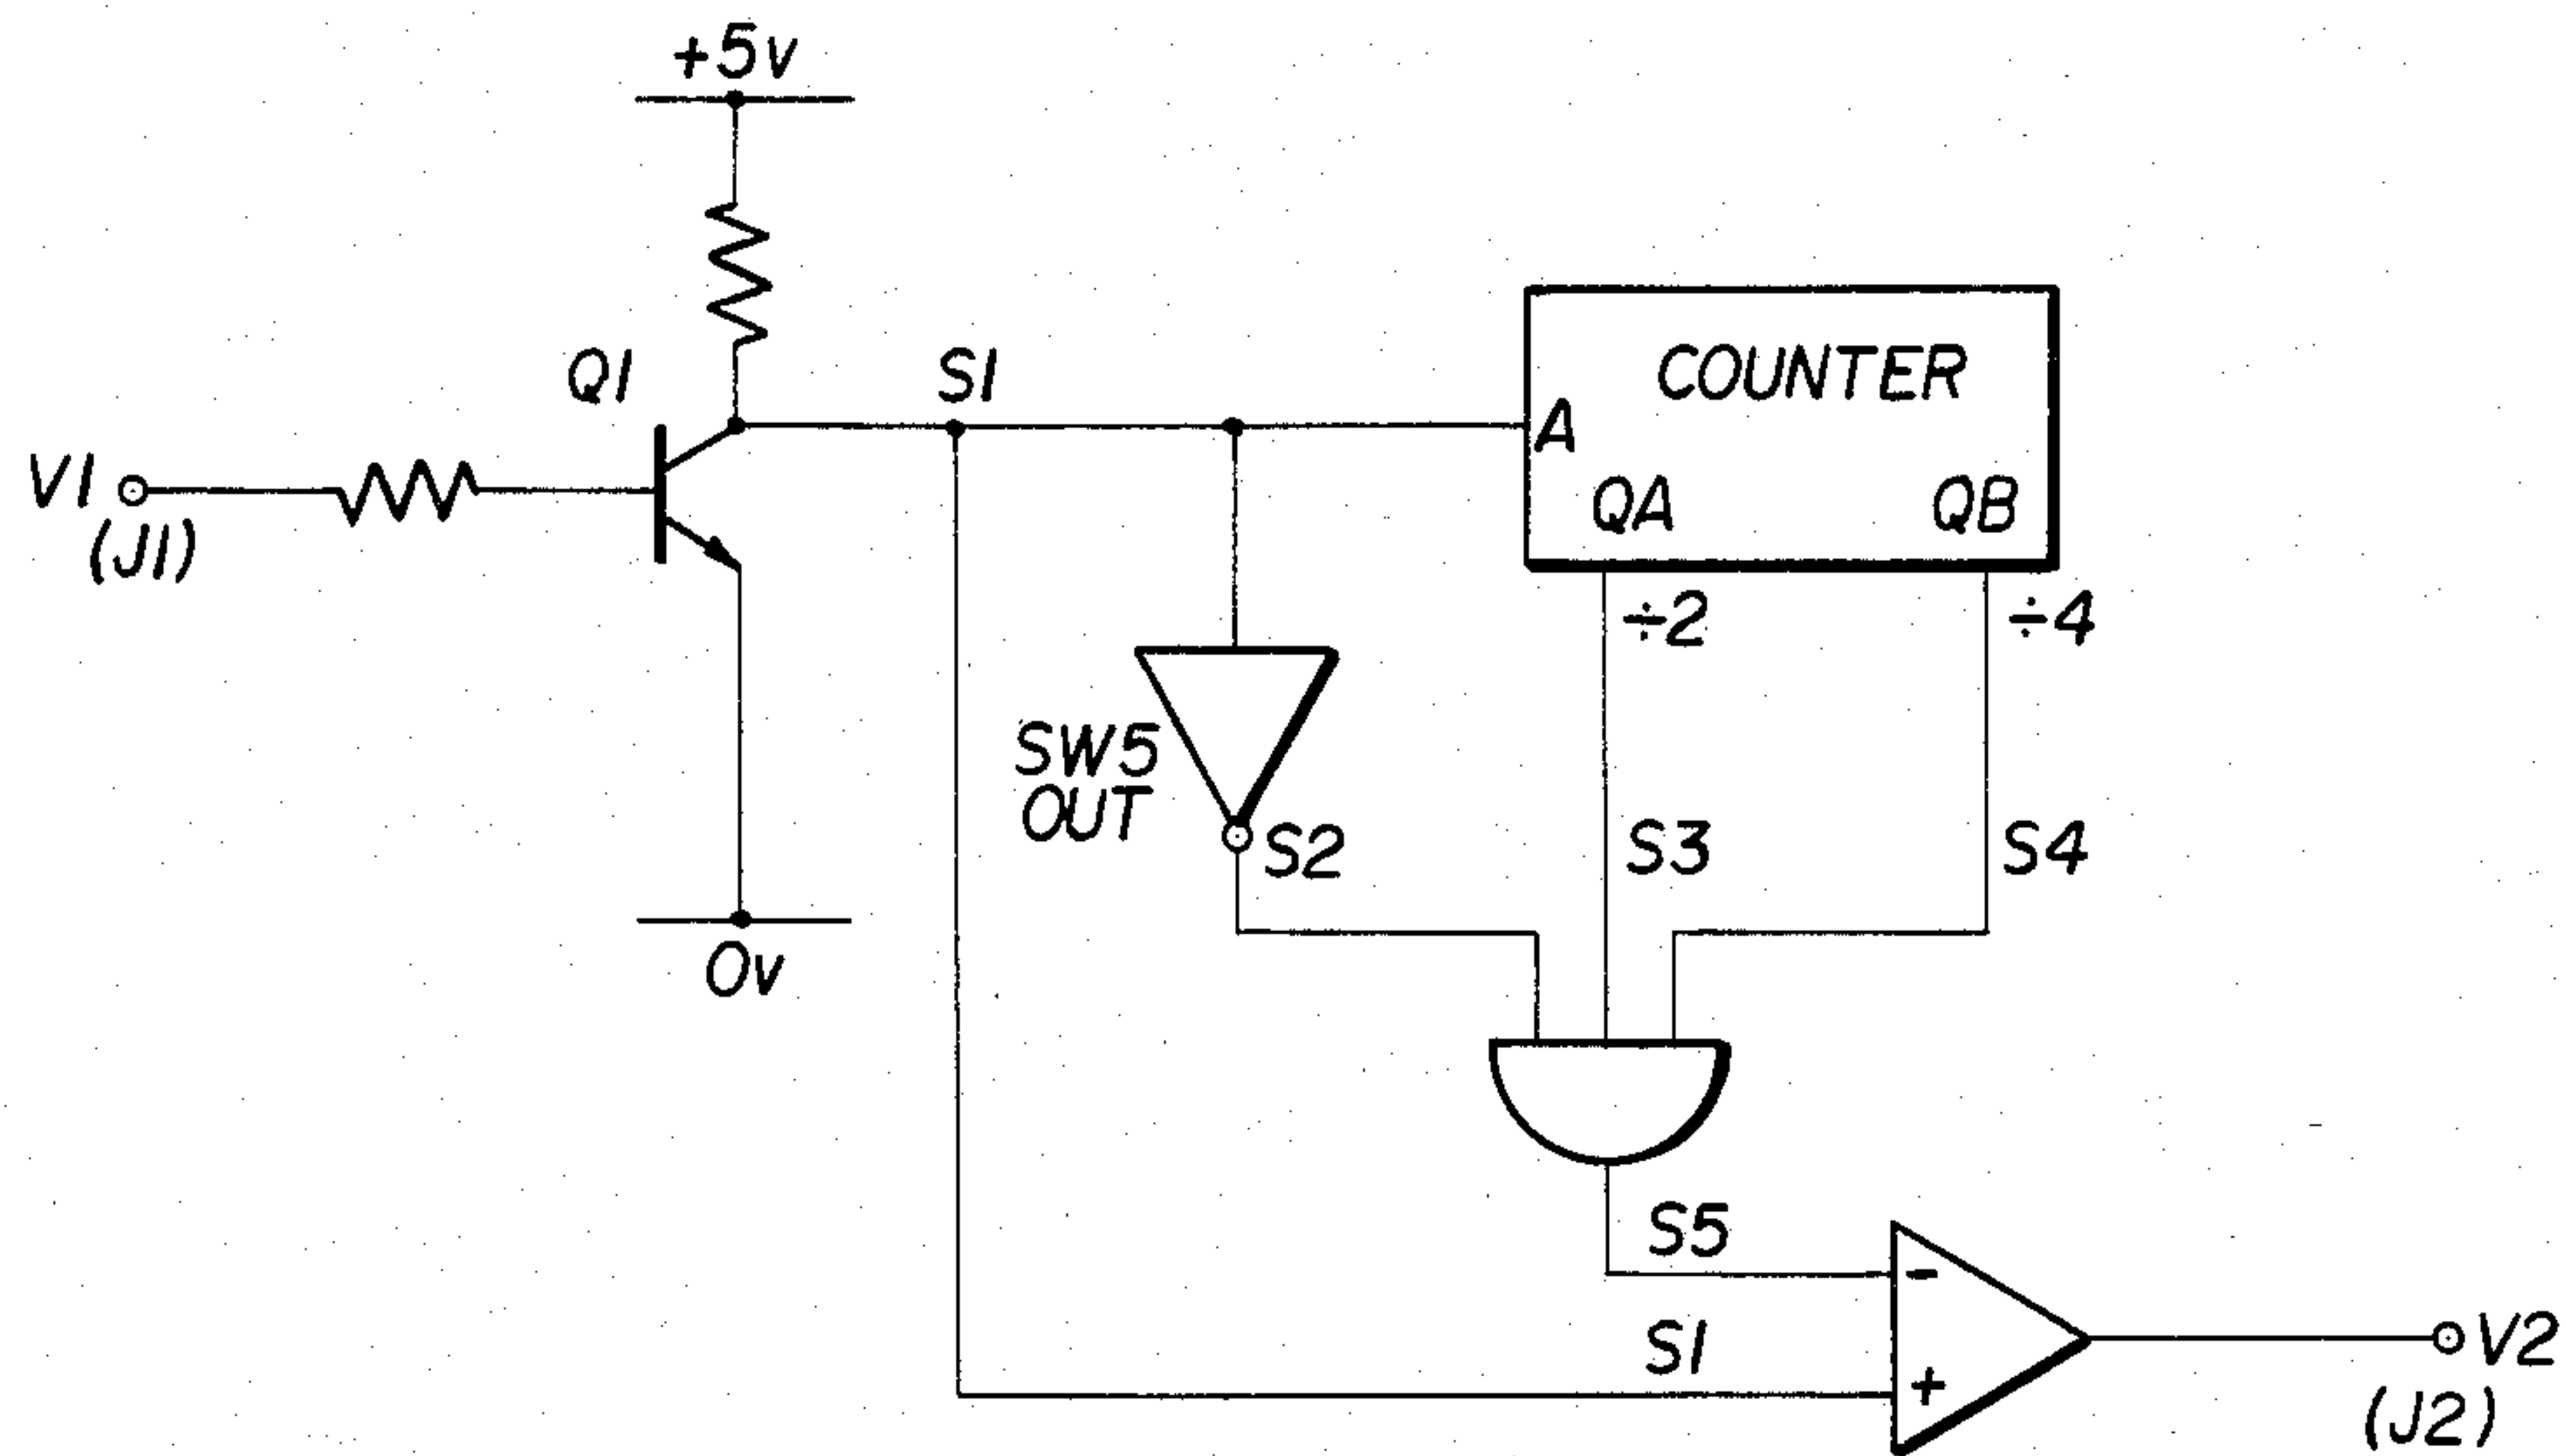 +5v
Q1
S1
COUNTER
A
V1
(J1)
QA
QB
÷2
÷4
SW5
OUT
S2
S3
S4
0v
S5
-
S1
+
V2
(J2)